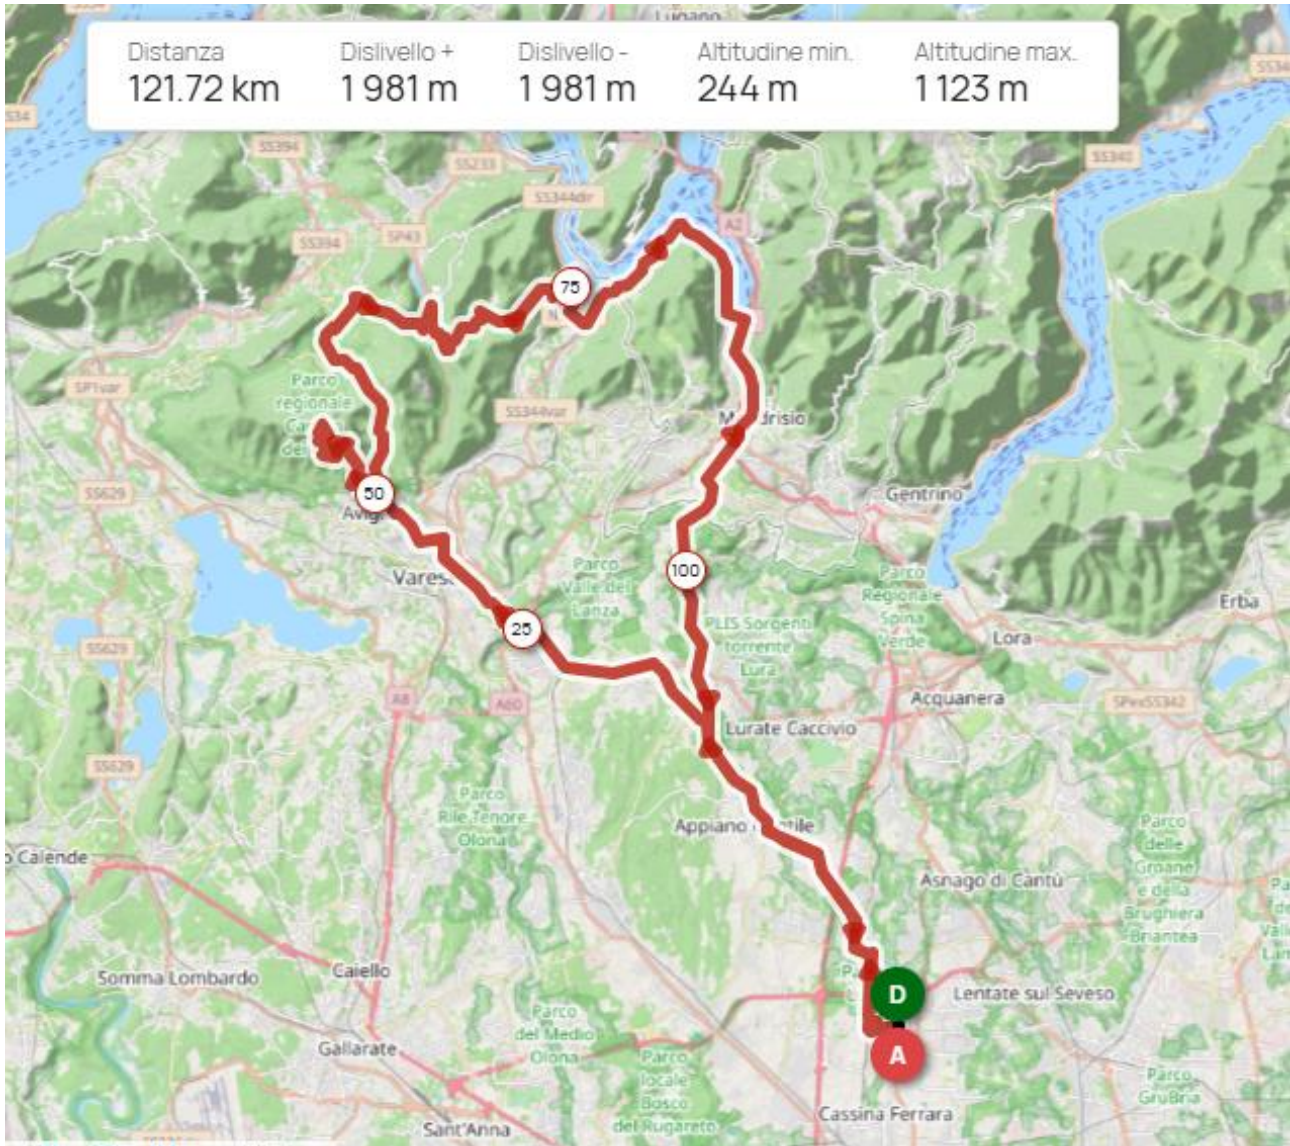 Lugano
Distanza
Dislivello +
Dislivello -
Altitudine min.
Altitudine max.
121.72 km
1 981 m
1 981 m
244 m
1 123 m
SS34
SS394
SS233
SS340
SS344dir
SS394
SP43
A2
75
N
SP1var
Parco
regionale
SS344var
SS629
50
Gentrino
100
Varese
Parco
Valle del
Lanza
Parco
Regionale
Spina
Verde
Erba
25
PLIS Sorgenti
torrente
Lura
Lora
SS629
A8
A60
Acquanera
SPexSS342
Lurate Caccivio
SS629
Parco
Rile Tenore
Olona
Appiano
tile
Parco
delle
Groane
e della
Brughiera
Briantea
o Calende
Asnago di Cantù
Somma Lombardo
Caiello
D
Lentate sul Seveso
Parco
del Medio
Olona
Gallarate
Parco
locale
Bosco
del Rugareto
A
Parco
GruBria
Cassina Ferrara
Sant'Anna